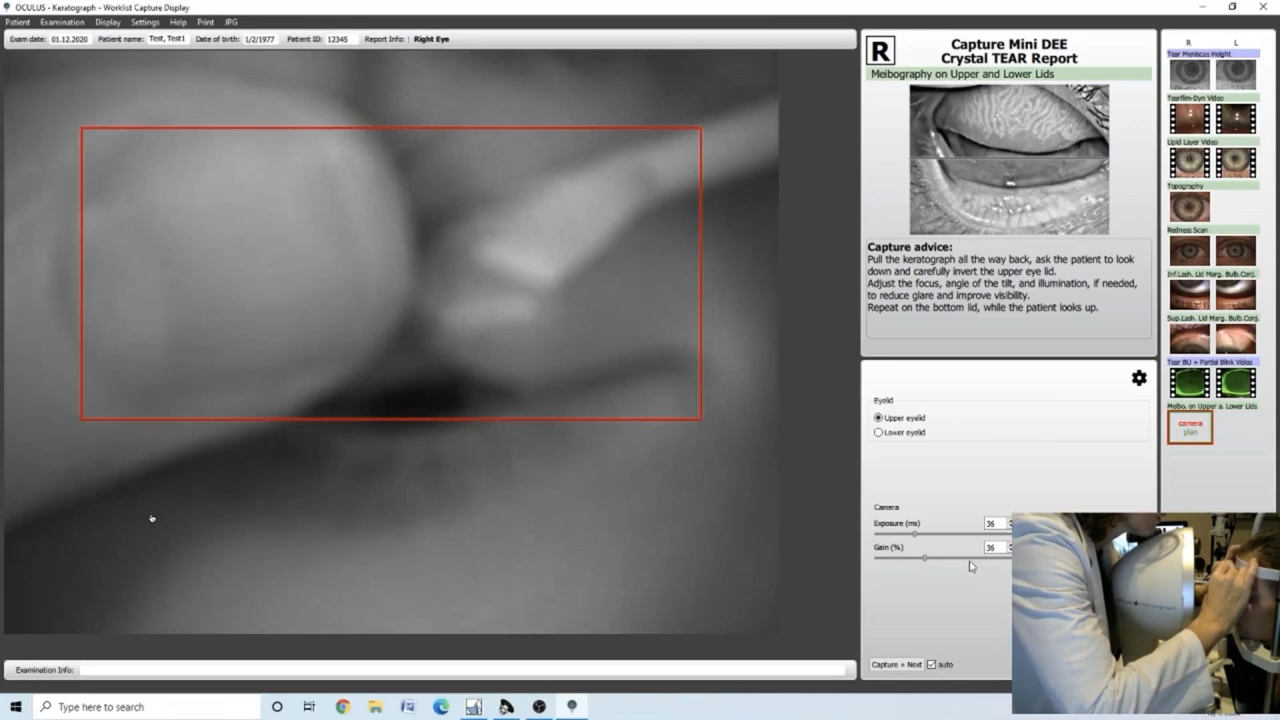 OCULUS - Keratograph - Worklist Capture Display
Patient Examination Display Settings Help Print JPG
Exam date: 01.12.2020 Patient name: Test, Test1 Date of birth: 1/2/1977 Patient ID: 12345 Report Info: | Right Eye
R
Capture Mini DEE
Crystal TEAR Report
Meibography on Upper and Lower Lids
Capture advice:
Pull the keratograph all the way back, ask the patient to look
down and carefully invert the upper eye lid.
Adjust the focus, angle of the tilt, and illumination, if needed,
to reduce glare and improve visibility.
Repeat on the bottom lid, while the patient looks up.
Eyelid
Upper eyelid
Lower eyelid
Camera
Exposure (ms) 36
Gain (%) 36
Capture + Next auto
R L
Tear Meniscus Height
Tearfilm-Dyn Video
Lipid Layer Video
Topography
Redness Scan
Inf.Lash. Lid Marg. Bulb.Conj.
Sup.Lash. Lid Marg. Bulb.Conj.
Tear BU + Partial Blink Video
Meibo. on Upper a. Lower Lids
camera
plain
Examination Info:
Type here to search